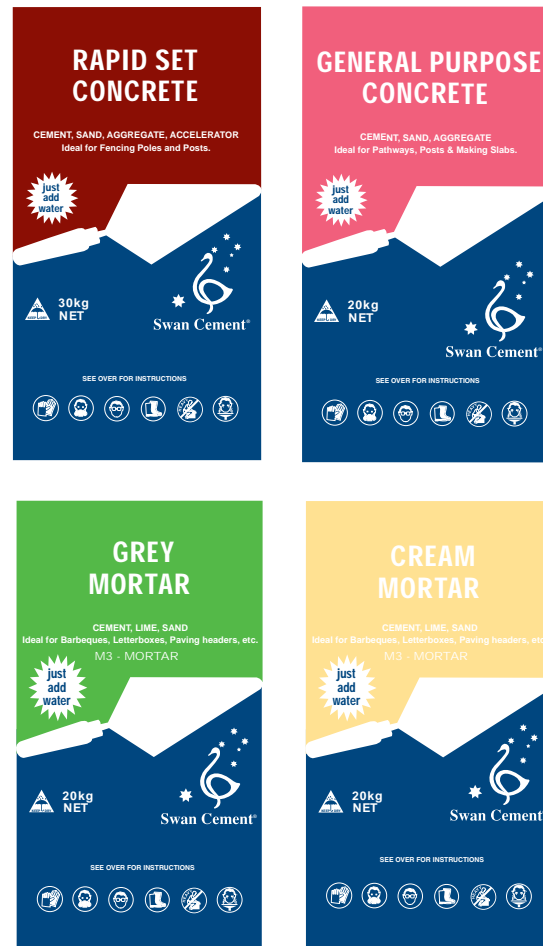 RAPID SET
CONCRETE
CEMENT, SAND, AGGREGATE, ACCELERATOR
Ideal for Fencing Poles and Posts.
just
add
water
30kg
NET
Swan Cement®
SEE OVER FOR INSTRUCTIONS
GENERAL PURPOSE
CONCRETE
CEMENT, SAND, AGGREGATE
Ideal for Pathways, Posts & Making Slabs.
just
add
water
20kg
NET
Swan Cement®
SEE OVER FOR INSTRUCTIONS
GREY
MORTAR
CEMENT, LIME, SAND
Ideal for Barbeques, Letterboxes, Paving headers, etc.
M3 - MORTAR
just
add
water
20kg
NET
Swan Cement®
SEE OVER FOR INSTRUCTIONS
CREAM
MORTAR
CEMENT, LIME, SAND
Ideal for Barbeques, Letterboxes, Paving headers, etc
M3 - MORTAR
just
add
water
20kg
NET
Swan Cement
SEE OVER FOR INSTRUCTIONS